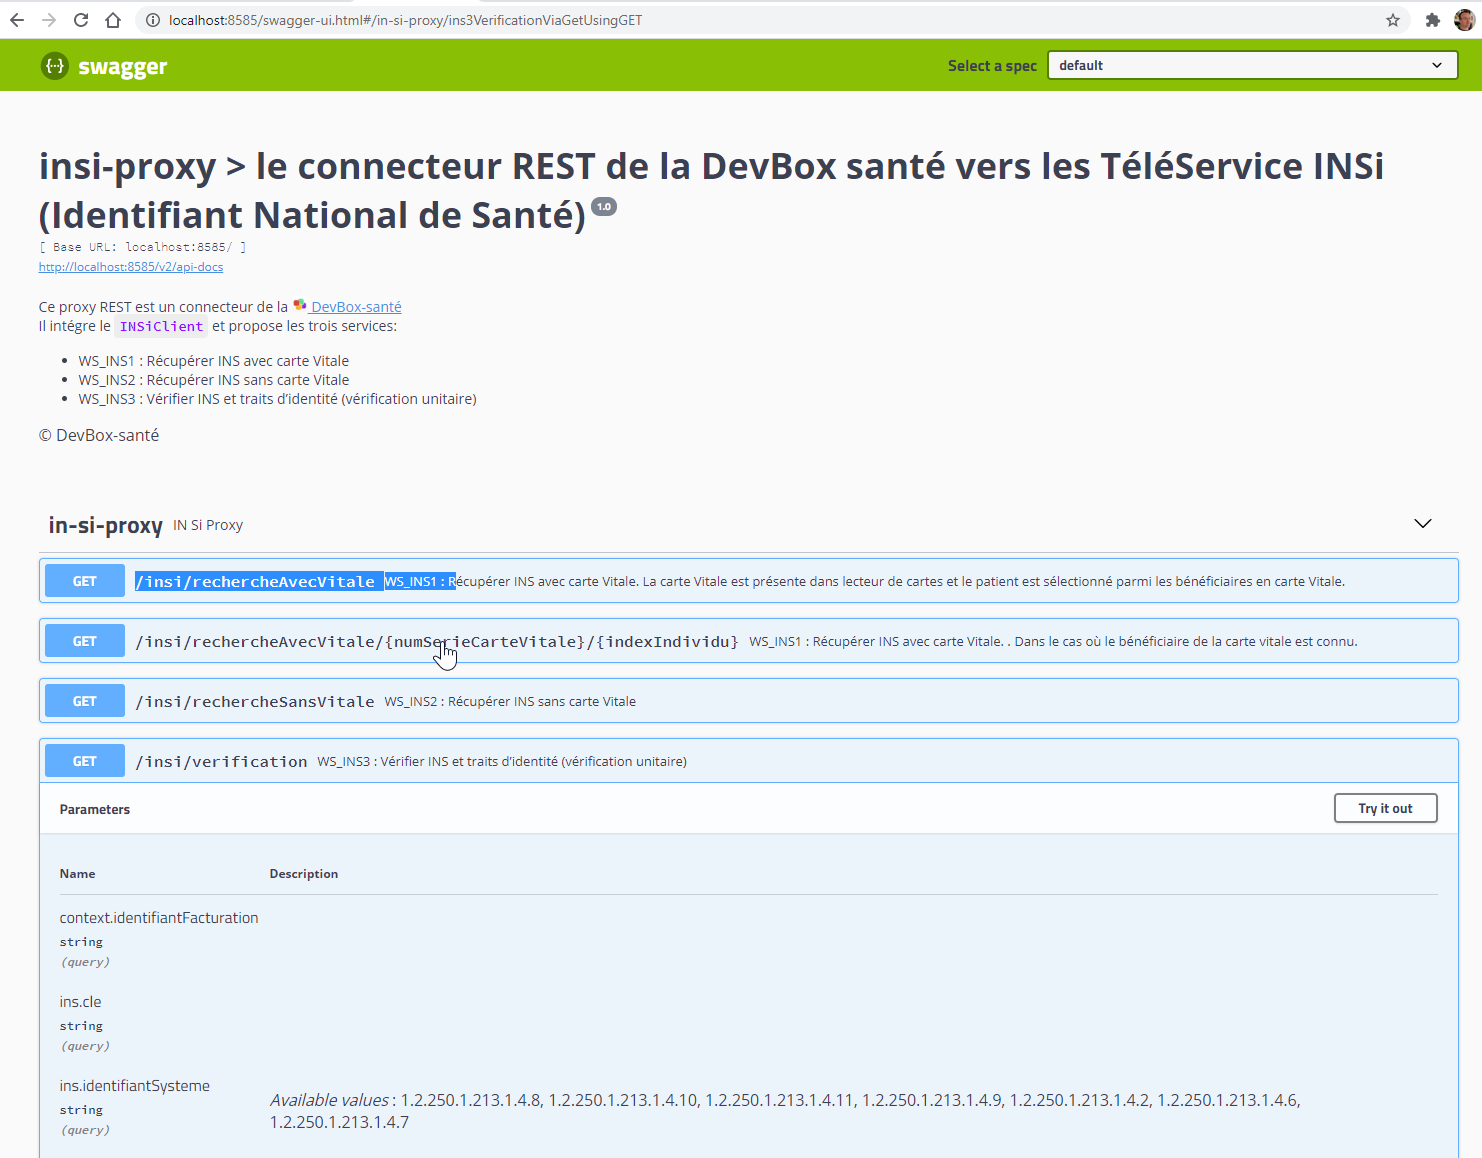 localhost:8585/swagger-ui.html#/in-si-proxy/ins3VerificationViaGetUsingGET
{··} swagger
Select a spec
default
insi-proxy > le connecteur REST de la DevBox santé vers les TéléService INSi
(Identifiant National de Santé) 1.0
[ Base URL: localhost:8585/ ]
http://localhost:8585/v2/api-docs
Ce proxy REST est un connecteur de la DevBox-santé
Il intégre le INSiClient et propose les trois services:
• WS_INS1 : Récupérer INS avec carte Vitale
• WS_INS2 : Récupérer INS sans carte Vitale
• WS_INS3 : Vérifier INS et traits d’identité (vérification unitaire)
© DevBox-santé
in-si-proxy IN Si Proxy
GET /insi/rechercheAvecVitale WS_INS1 : Récupérer INS avec carte Vitale. La carte Vitale est présente dans lecteur de cartes et le patient est sélectionné parmi les bénéficiaires en carte Vitale.
GET /insi/rechercheAvecVitale/{numSerieCarteVitale}/{indexIndividu} WS_INS1 : Récupérer INS avec carte Vitale. . Dans le cas où le bénéficiaire de la carte vitale est connu.
GET /insi/rechercheSansVitale WS_INS2 : Récupérer INS sans carte Vitale
GET /insi/verification WS_INS3 : Vérifier INS et traits d’identité (vérification unitaire)
Parameters
Try it out
Name Description
context.identifiantFacturation
string
(query)
ins.cle
string
(query)
ins.identifiantSysteme
string
(query)
Available values : 1.2.250.1.213.1.4.8, 1.2.250.1.213.1.4.10, 1.2.250.1.213.1.4.11, 1.2.250.1.213.1.4.9, 1.2.250.1.213.1.4.2, 1.2.250.1.213.1.4.6,
1.2.250.1.213.1.4.7